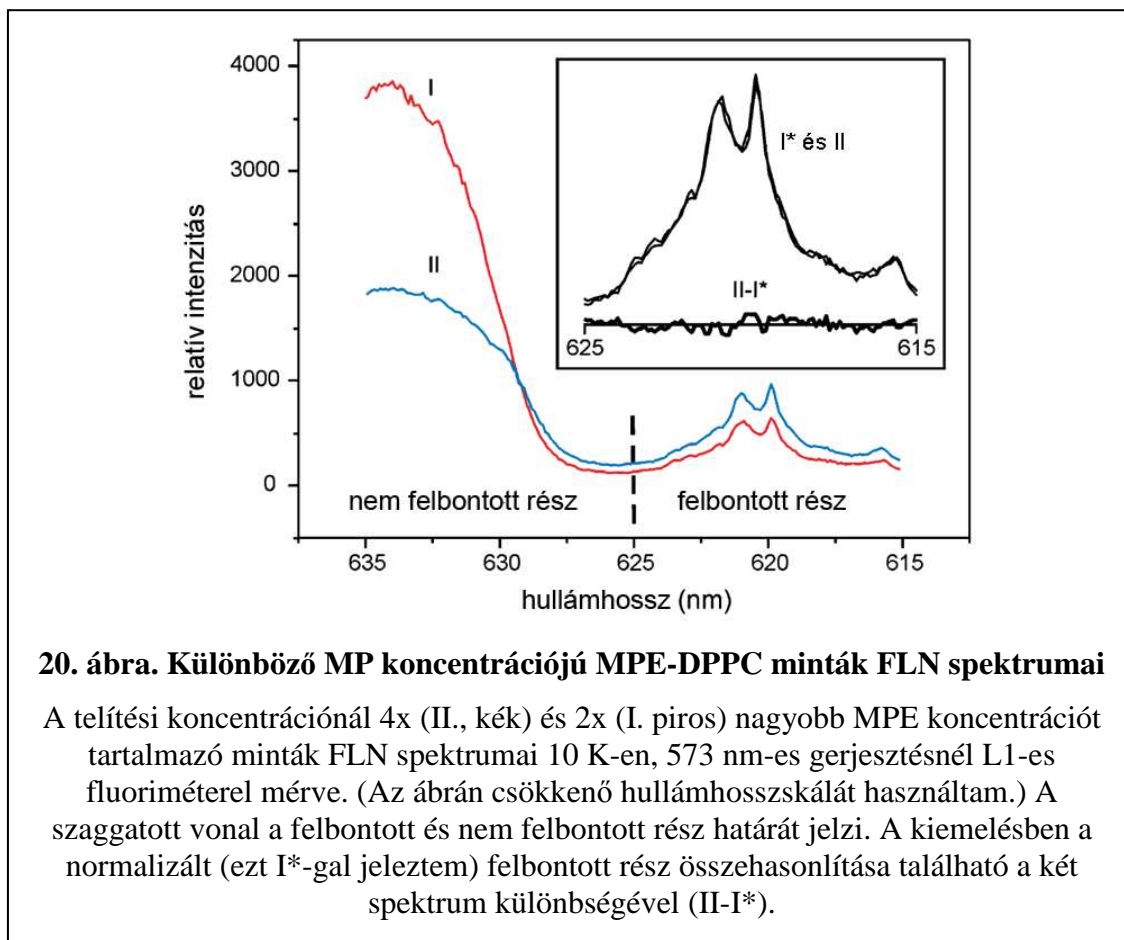 4000
3000
2000
1000
0
relatív intenzitás
I
II
I* és II
II-I*
625
615
nem felbontott rész
felbontott rész
635
630
625
620
615
hullámhossz (nm)
20. ábra. Különböző MP koncentrációjú MPE-DPPC minták FLN spektrumai
A telítési koncentrációnál 4x (II., kék) és 2x (I. piros) nagyobb MPE koncentrációt
tartalmazó minták FLN spektrumai 10 K-en, 573 nm-es gerjesztésnél L1-es
fluoriméterel mérve. (Az ábrán csökkenő hullámhosszskálát használtam.) A
szaggatott vonal a felbontott és nem felbontott rész határát jelzi. A kiemelésben a
normalizált (ezt I*-gal jeleztem) felbontott rész összehasonlítása található a két
spektrum különbségével (II-I*).